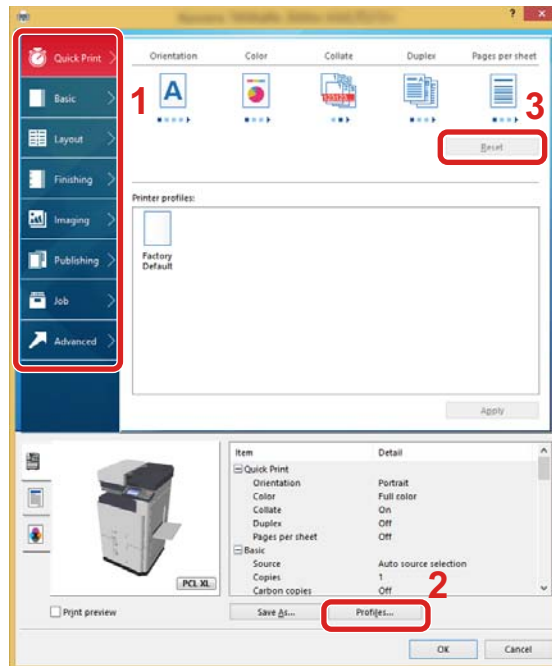 ?
Quick Print
Basic
Layout
Finishing
Imaging
Publishing
Job
Advanced
1
Orientation Color Collate Duplex Pages per sheet
A
3
Reset
Printer profiles:
Factory
Default
Apply
Item Detail
Quick Print
Orientation Portrait
Color Full color
Collate On
Duplex Off
Pages per sheet Off
Basic
Source Auto source selection
Copies 1
Carbon copies Off
PCL XL
2
Print preview
Save As...
Profiles...
OK
Cancel